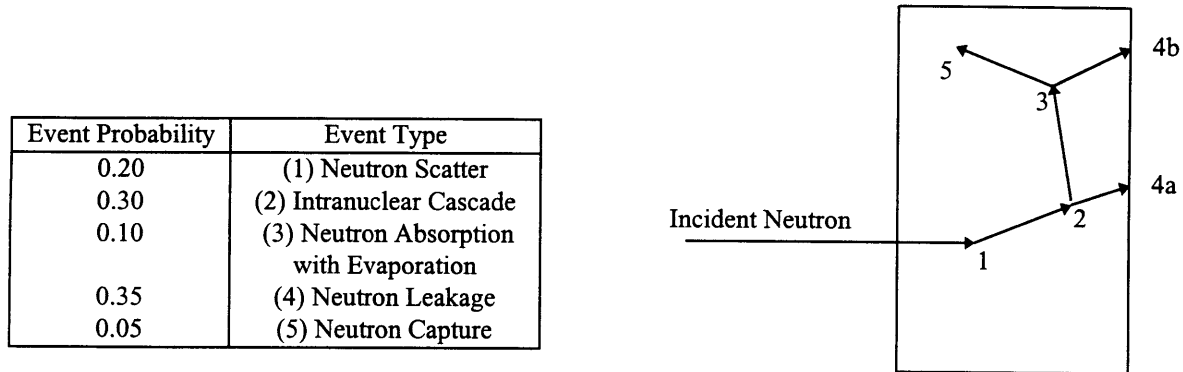 Event Probability Event Type
0.20 (1) Neutron Scatter
0.30 (2) Intranuclear Cascade
0.10 (3) Neutron Absorption
with Evaporation
0.35 (4) Neutron Leakage
0.05 (5) Neutron Capture
Incident Neutron
1
2
3
4a
4b
5